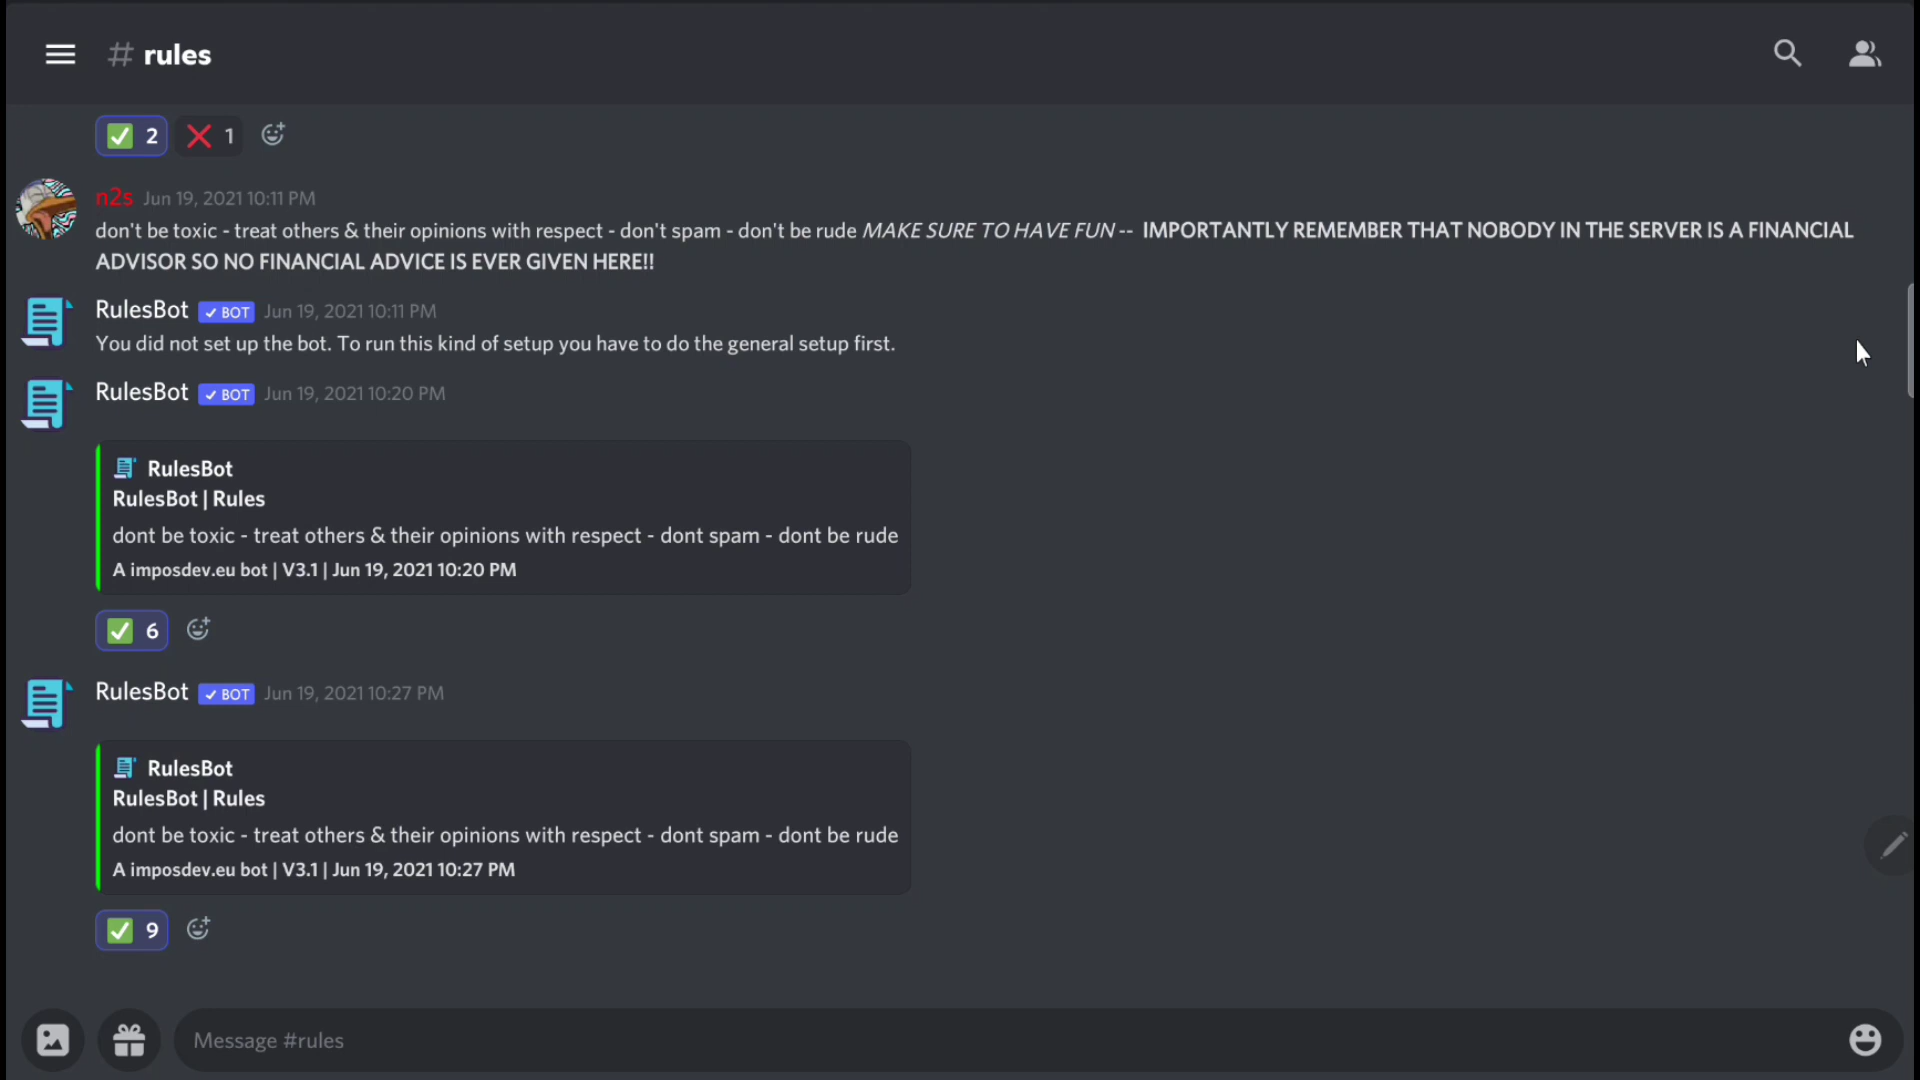 # rules
2 1
n2s Jun 19, 2021 10:11 PM
don't be toxic - treat others & their opinions with respect - don't spam - don't be rude MAKE SURE TO HAVE FUN -- IMPORTANTLY REMEMBER THAT NOBODY IN THE SERVER IS A FINANCIAL
ADVISOR SO NO FINANCIAL ADVICE IS EVER GIVEN HERE!!
RulesBot BOT Jun 19, 2021 10:11 PM
You did not set up the bot. To run this kind of setup you have to do the general setup first.
RulesBot BOT Jun 19, 2021 10:20 PM
RulesBot
RulesBot | Rules
dont be toxic - treat others & their opinions with respect - dont spam - dont be rude
A imposdev.eu bot | V3.1 | Jun 19, 2021 10:20 PM
6
RulesBot BOT Jun 19, 2021 10:27 PM
RulesBot
RulesBot | Rules
dont be toxic - treat others & their opinions with respect - dont spam - dont be rude
A imposdev.eu bot | V3.1 | Jun 19, 2021 10:27 PM
9
Message #rules